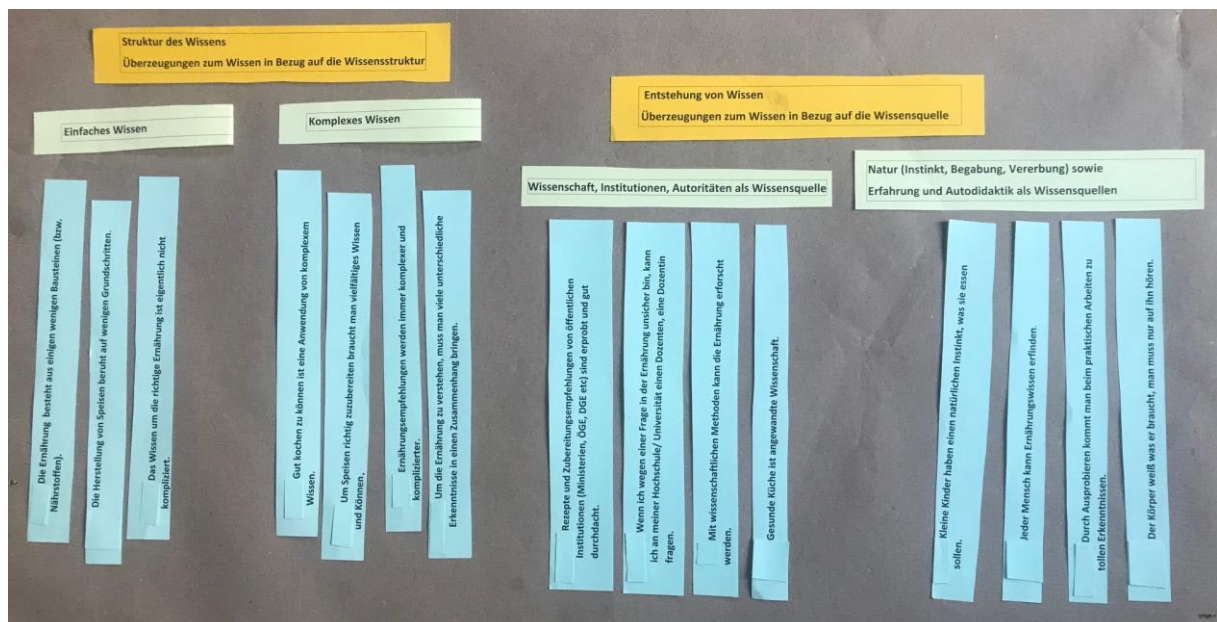 Struktur des Wissens
Überzeugungen zum Wissen in Bezug auf die Wissensstruktur
Einfaches Wissen
Die Ernährung besteht aus einigen wenigen Bausteinen (bzw.
Nährstoffen).
Die Herstellung von Speisen beruht auf wenigen Grundschritten.
Das Wissen um die richtige Ernährung ist eigentlich nicht
kompliziert.
Komplexes Wissen
Gut kochen zu können ist eine Anwendung von komplexem
Wissen.
Um Speisen richtig zuzubereiten braucht man vielfältiges Wissen
und Können.
Ernährungsempfehlungen werden immer komplexer und
komplizierter.
Um die Ernährung zu verstehen, muss man viele unterschiedliche
Erkenntnisse in einen Zusammenhang bringen.
Entstehung von Wissen
Überzeugungen zum Wissen in Bezug auf die Wissensquelle
Wissenschaft, Institutionen, Autoritäten als Wissensquelle
Rezepte und Zubereitungsempfehlungen von öffentlichen
Institutionen (Ministerien, ÖGE, DGE etc) sind erprobt und gut
durchdacht.
Wenn ich wegen einer Frage in der Ernährung unsicher bin, kann
ich an meiner Hochschule/ Universität einen Dozenten, eine Dozentin
fragen.
Mit wissenschaftlichen Methoden kann die Ernährung erforscht
werden.
Gesunde Küche ist angewandte Wissenschaft.
Natur (Instinkt, Begabung, Vererbung) sowie
Erfahrung und Autodidaktik als Wissensquellen
Kleine Kinder haben einen natürlichen Instinkt, was sie essen
sollen.
Jeder Mensch kann Ernährungswissen erfinden.
Durch Ausprobieren kommt man beim praktischen Arbeiten zu
tollen Erkenntnissen.
Der Körper weiß was er braucht, man muss nur auf ihn hören.